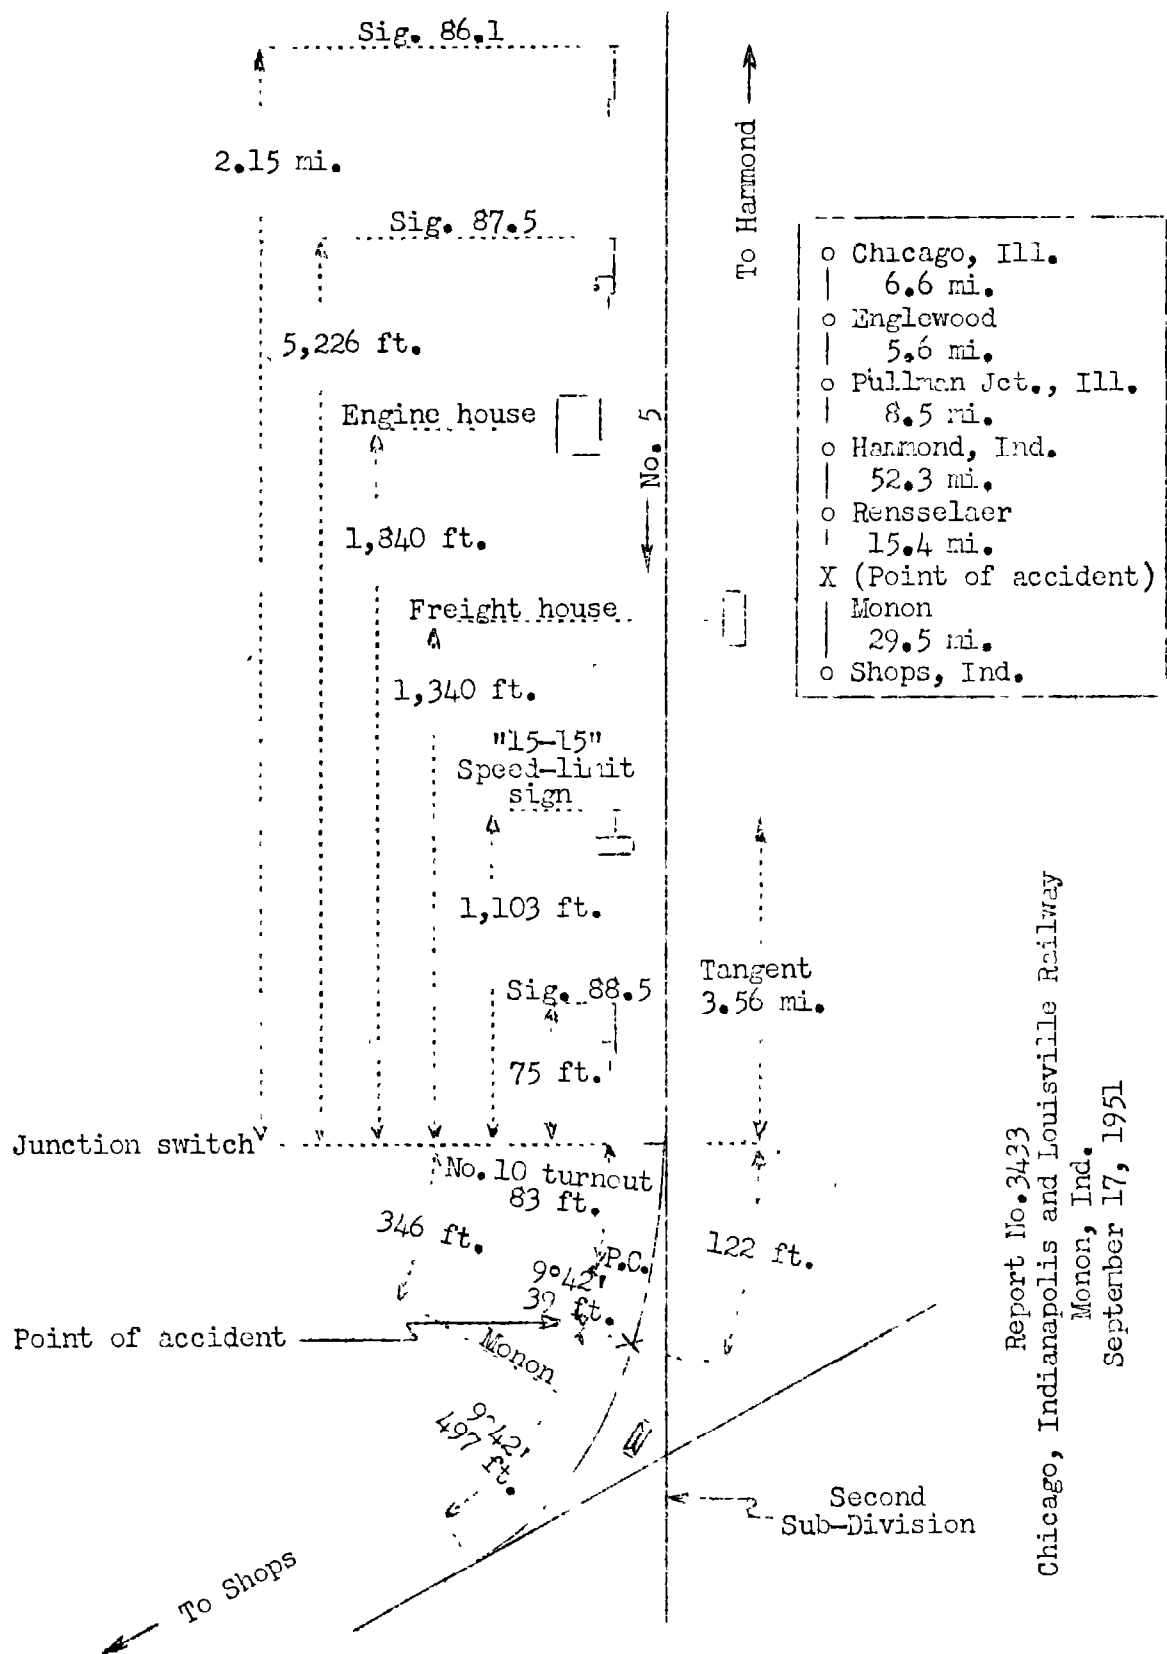 Sig. 86.1
2.15 mi.
Sig. 87.5
5,226 ft.
Engine house
1,840 ft.
Freight house
1,340 ft.
"15-15"
Speed-limit
sign
1,103 ft.
Sig. 88.5
75 ft.
Junction switch
No. 10 turnout
83 ft.
346 ft.
P.C.
9°42'
39 ft.
Point of accident
Monon
9°42'
497 ft.
To Shops
No. 5
To Hammond
Tangent
3.56 mi.
122 ft.
Second
Sub-Division
o Chicago, Ill.
6.6 mi.
o Englewood
5.6 mi.
o Pullman Jct., Ill.
8.5 mi.
o Hammond, Ind.
52.3 mi.
o Rensselaer
15.4 mi.
X (Point of accident)
Monon
29.5 mi.
o Shops, Ind.
Report No.3433
Chicago, Indianapolis and Louisville Railway
Monon, Ind.
September 17, 1951